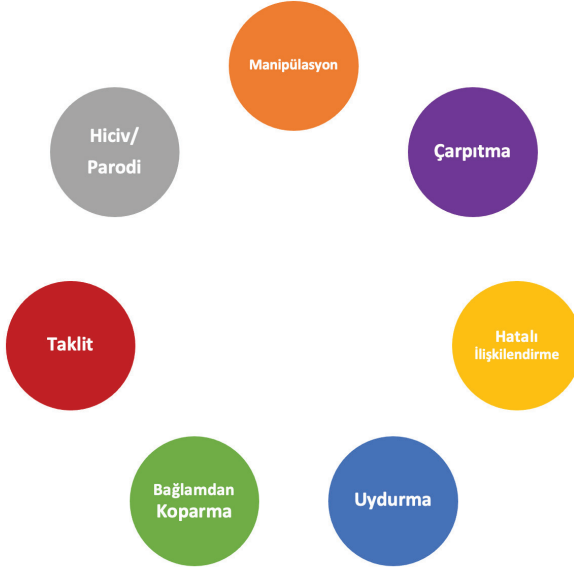 Manipülasyon
Hiciv/
Parodi
Çarpıtma
Taklit
Hatalı
İlişkilendirme
Bağlamdan
Koparma
Uydurma